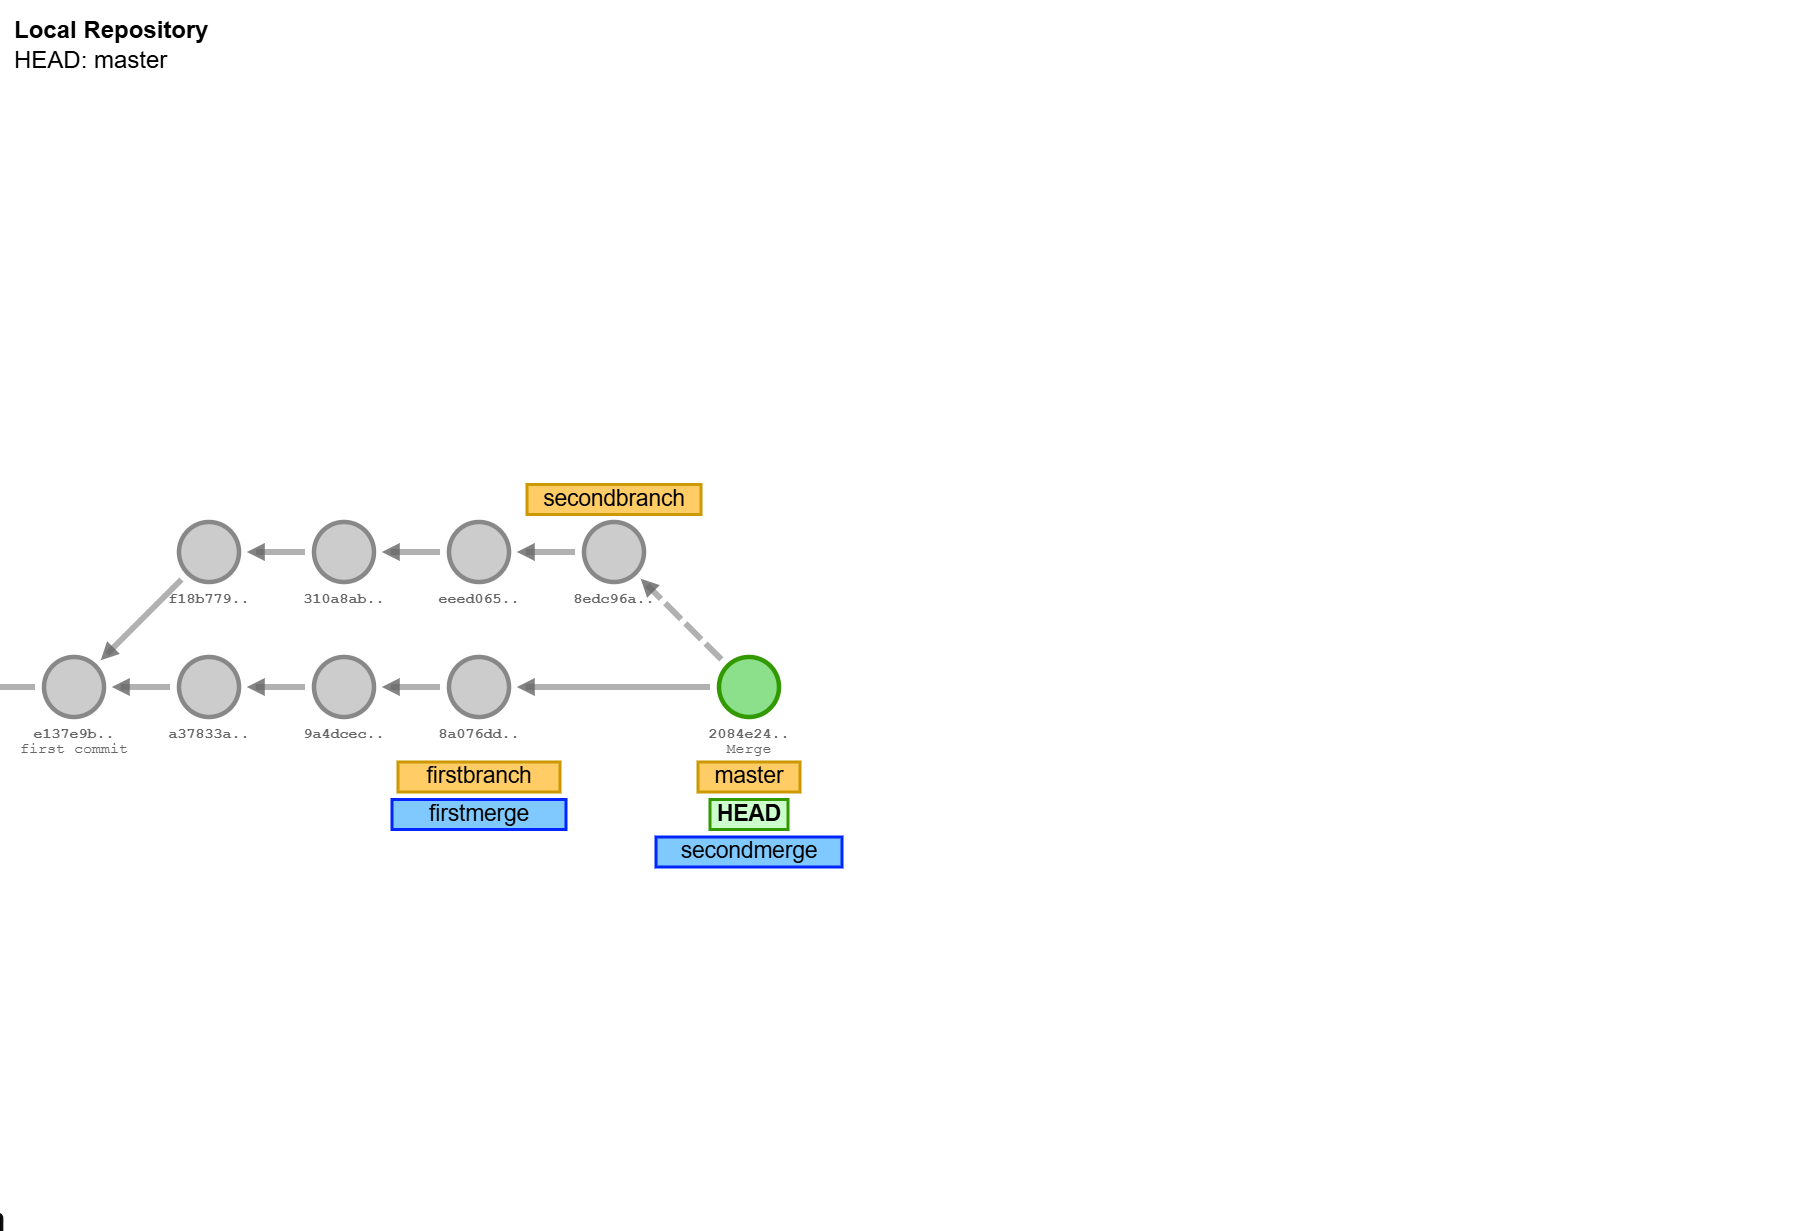 Local Repository
HEAD: master
secondbranch
f18b779..
310a8ab..
eeed065..
8edc96a..
e137e9b..
first commit
a37833a..
9a4dcec..
8a076dd..
2084e24..
Merge
firstbranch
master
firstmerge
HEAD
secondmerge